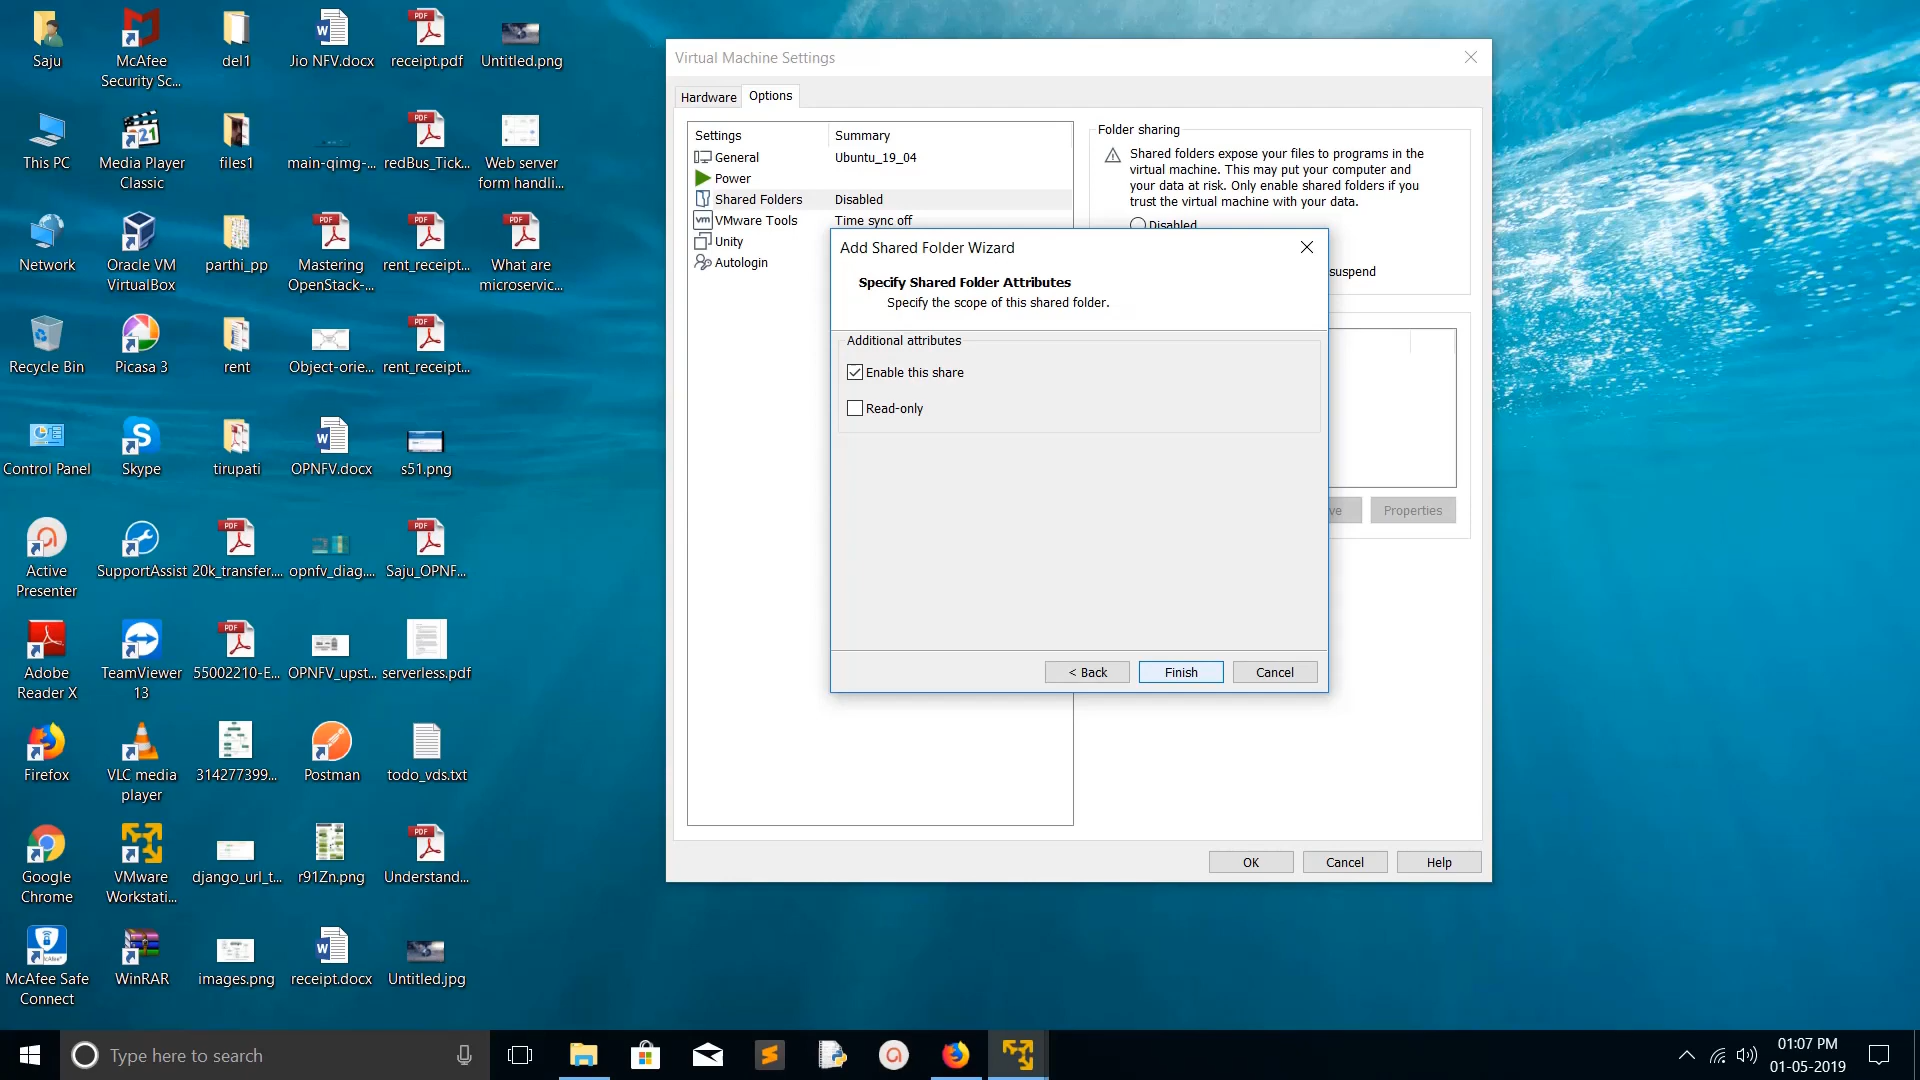 Saju
McAfee
Security Sc...
del1
Jio NFV.docx
receipt.pdf
Untitled.png
This PC
Media Player
Classic
files1
main-qimg-...
redBus_Tick...
Web server
form handli...
Network
Oracle VM
VirtualBox
parthi_pp
Mastering
OpenStack-...
rent_receipt...
What are
microservic...
Recycle Bin
Picasa 3
rent
Object-orie...
rent_receipt...
Control Panel
Skype
tirupati
OPNFV.docx
s51.png
Active
Presenter
SupportAssist
20k_transfer....
opnfv_diag....
Saju_OPNF...
Adobe
Reader X
TeamViewer
13
55002210-E...
OPNFV_upst...
serverless.pdf
Firefox
VLC media
player
314277399...
Postman
todo_vds.txt
Google
Chrome
VMware
Workstati...
django_url_t...
r91Zn.png
Understand...
McAfee Safe
Connect
WinRAR
images.png
receipt.docx
Untitled.jpg
Virtual Machine Settings
Hardware
Options
Settings
Summary
General
Ubuntu_19_04
Power
Shared Folders
Disabled
VMware Tools
Time sync off
Unity
Autologin
Folder sharing
Shared folders expose your files to programs in the
virtual machine. This may put your computer and
your data at risk. Only enable shared folders if you
trust the virtual machine with your data.
Disabled
suspend
ve
Properties
Add Shared Folder Wizard
Specify Shared Folder Attributes
Specify the scope of this shared folder.
Additional attributes
Enable this share
Read-only
< Back
Finish
Cancel
OK
Cancel
Help
Type here to search
01:07 PM
01-05-2019